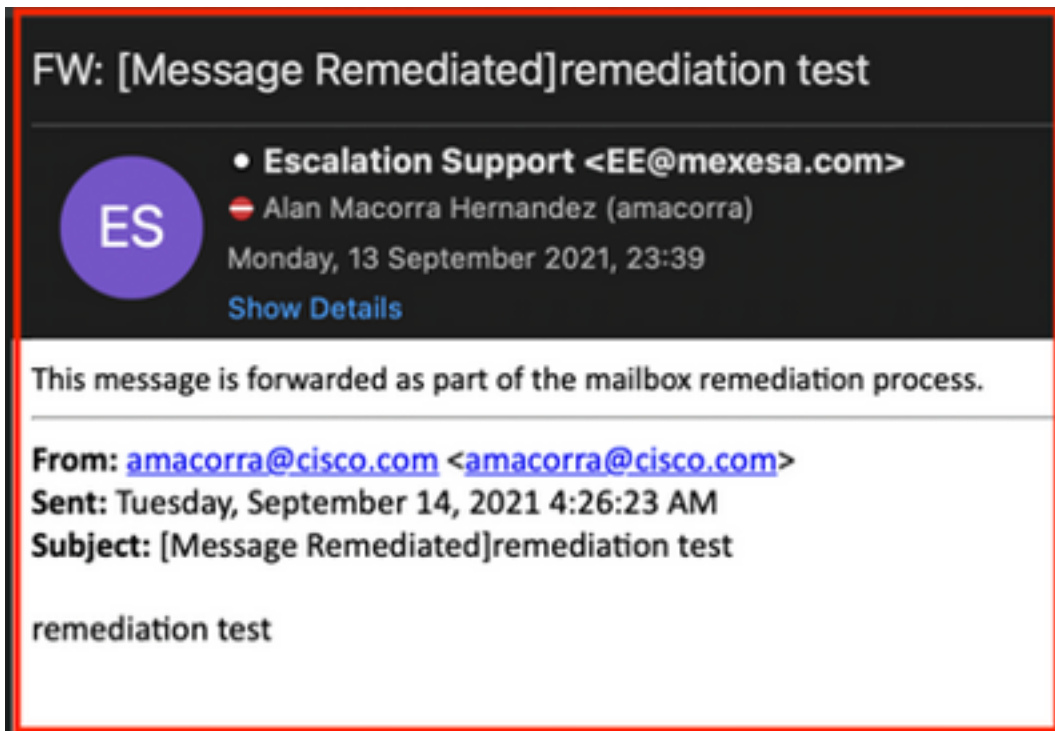 FW: [Message Remediated]remediation test
ES
• Escalation Support <EE@mexesa.com>
Alan Macorra Hernandez (amacorra)
Monday, 13 September 2021, 23:39
Show Details
This message is forwarded as part of the mailbox remediation process.
From: amacorra@cisco.com <amacorra@cisco.com>
Sent: Tuesday, September 14, 2021 4:26:23 AM
Subject: [Message Remediated]remediation test
remediation test